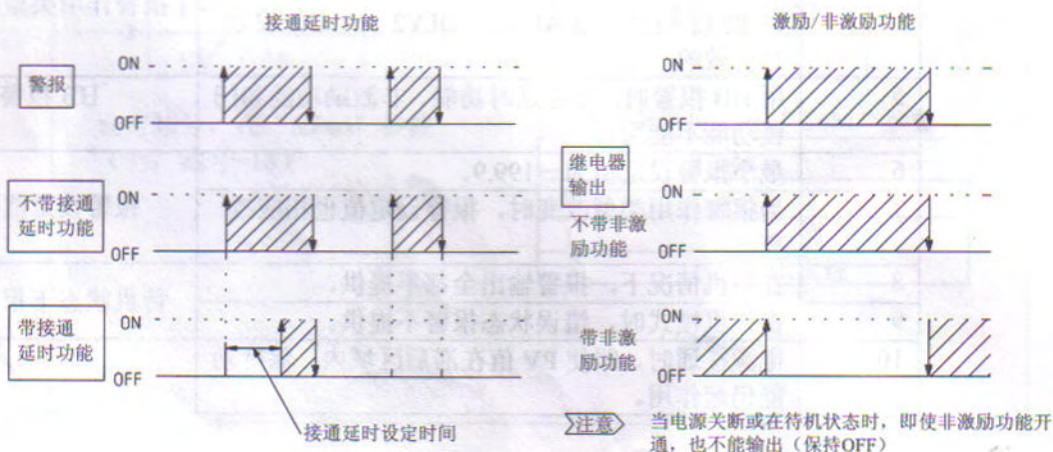 接通延时功能
激励/非激励功能
警报
ON
OFF
ON
OFF
不带接通
延时功能
ON
OFF
继电器
输出
不带非激
励功能
ON
OFF
带接通
延时功能
ON
OFF
带非激
励功能
ON
OFF
接通延时设定时间
注意
当电源关断或在待机状态时，即使非激励功能开
通，也不能输出（保持OFF）